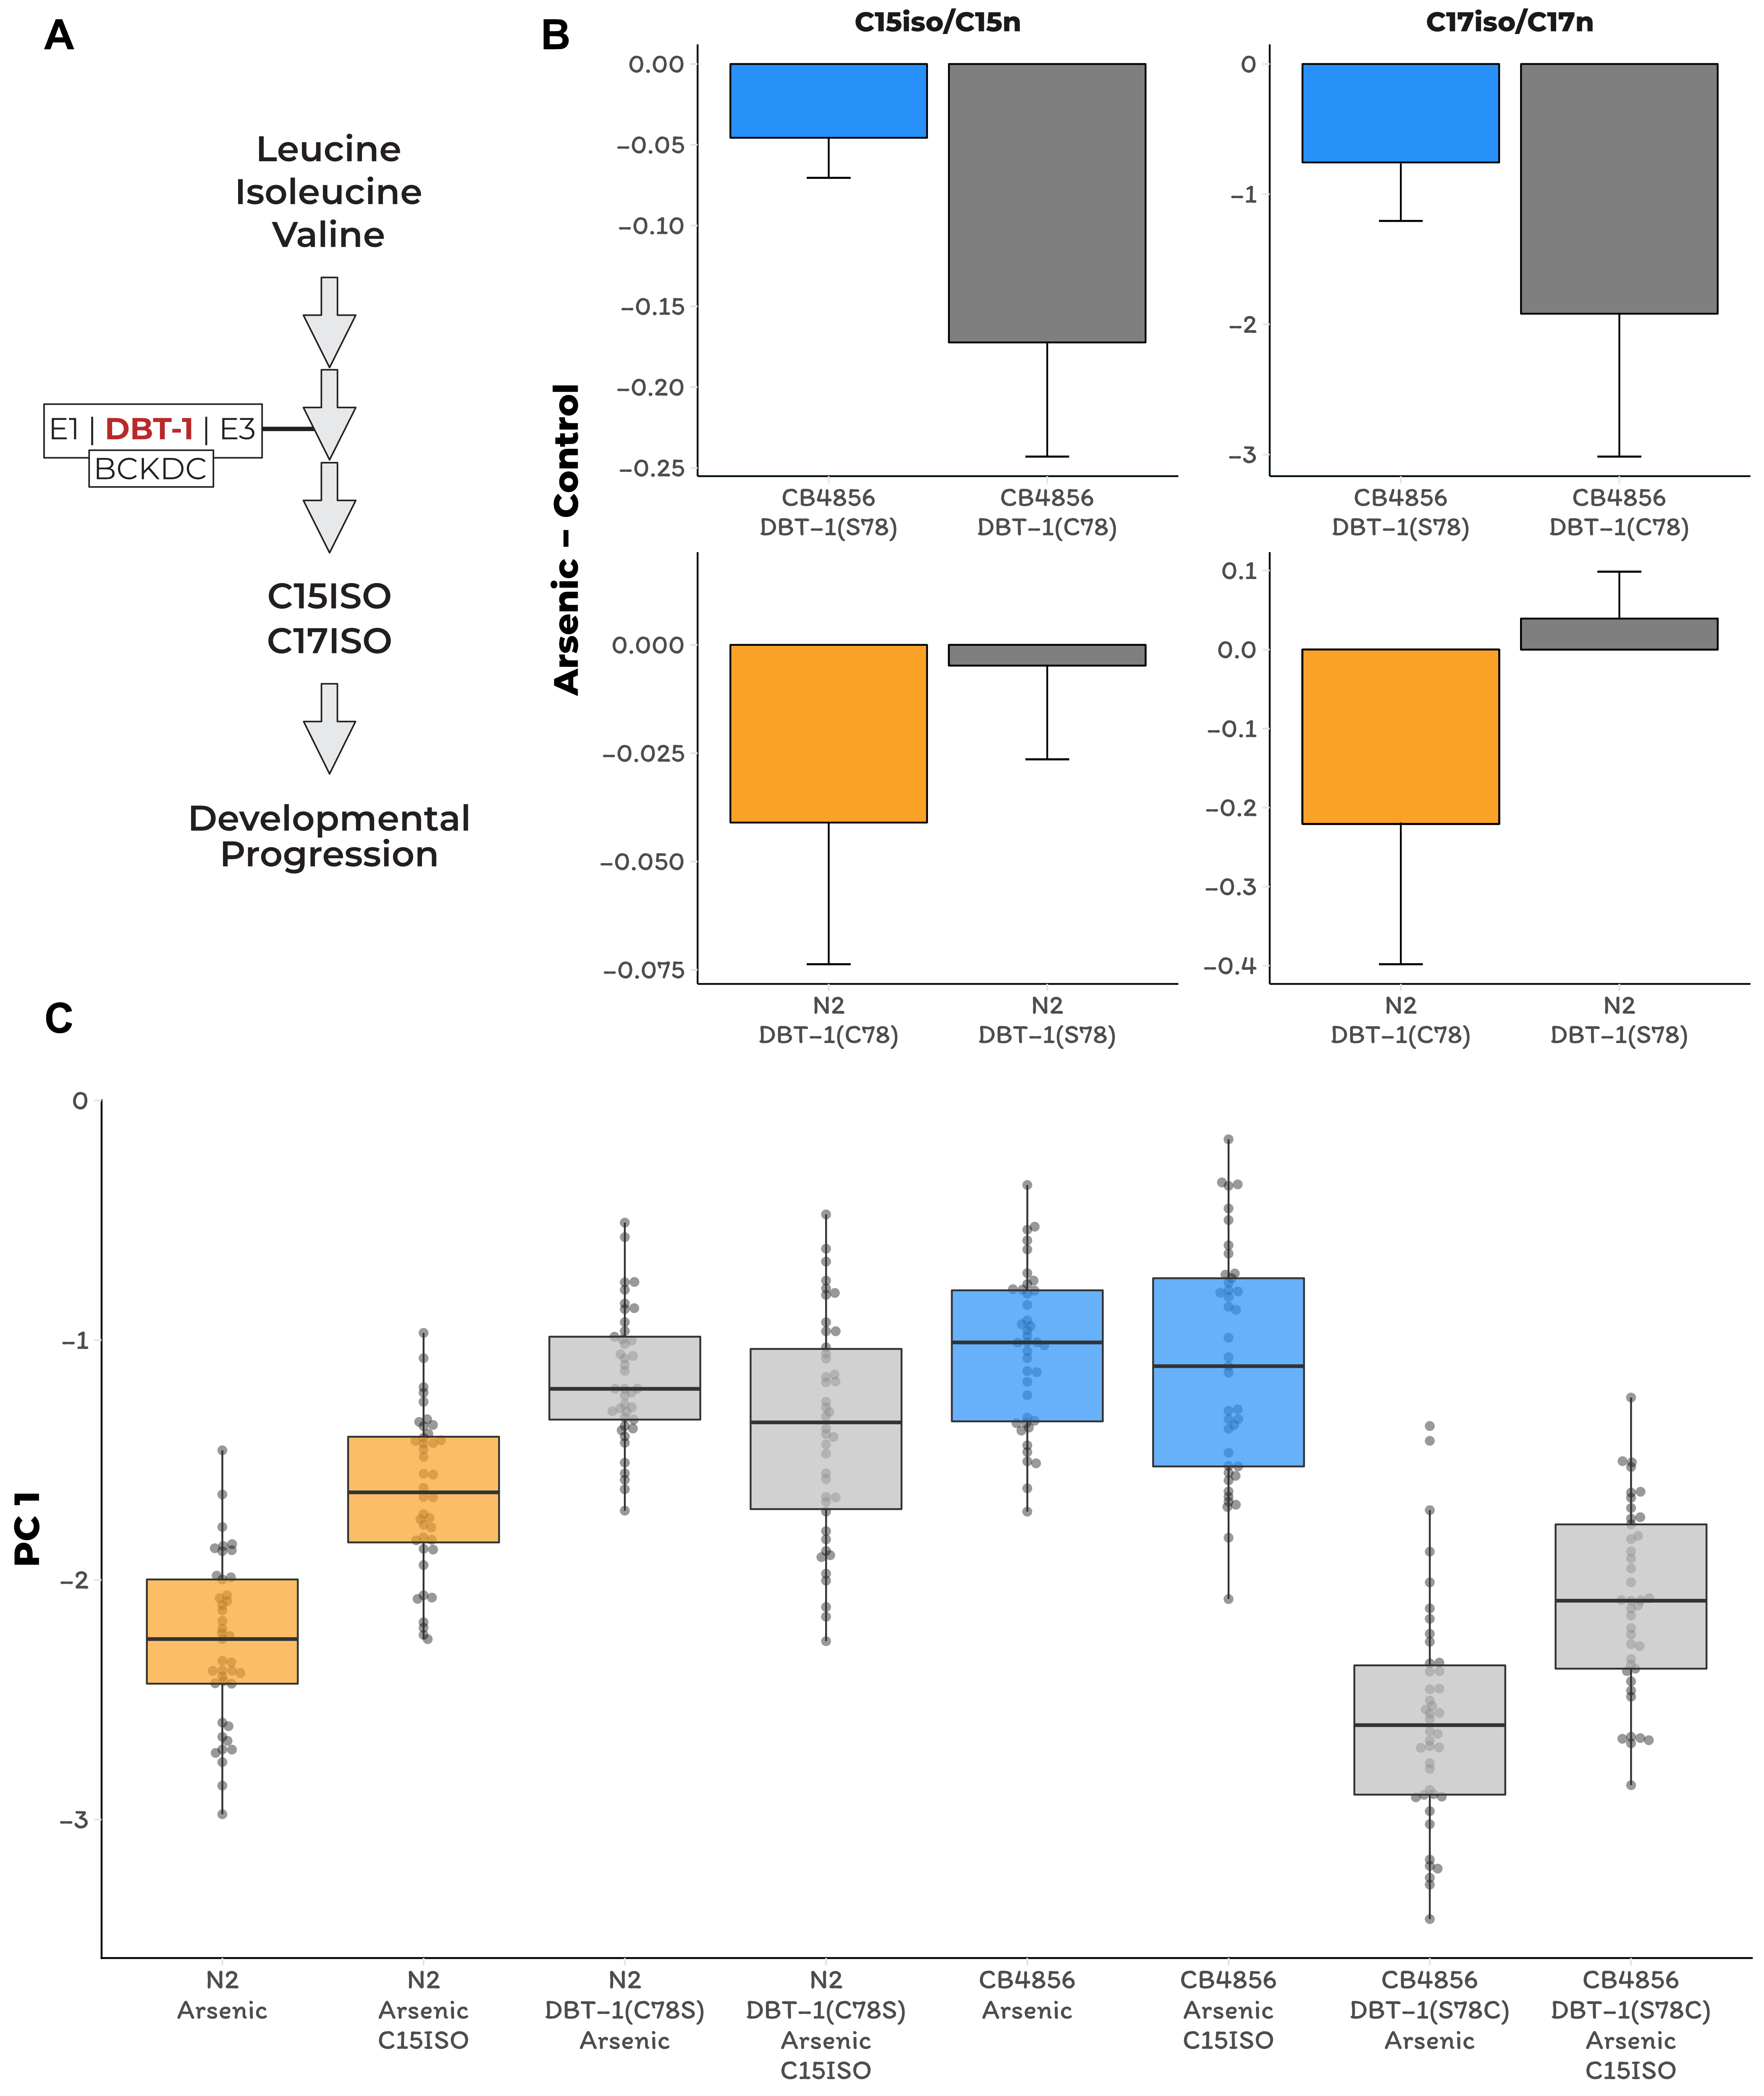 A
Leucine
Isoleucine
Valine
E1 | DBT-1 | E3
BCKDC
C15ISO
C17ISO
Developmental
Progression
B
Arsenic – Control
C15iso/C15n
0.00
−0.05
−0.10
−0.15
−0.20
−0.25
CB4856
DBT−1(S78)
CB4856
DBT−1(C78)
C17iso/C17n
0
−1
−2
−3
CB4856
DBT−1(S78)
CB4856
DBT−1(C78)
0.000
−0.025
−0.050
−0.075
N2
DBT−1(C78)
N2
DBT−1(S78)
0.1
0.0
−0.1
−0.2
−0.3
−0.4
N2
DBT−1(C78)
N2
DBT−1(S78)
C
PC 1
0
−1
−2
−3
N2
Arsenic
N2
Arsenic
C15ISO
N2
DBT−1(C78S)
Arsenic
N2
DBT−1(C78S)
Arsenic
C15ISO
CB4856
Arsenic
CB4856
Arsenic
C15ISO
CB4856
DBT−1(S78C)
Arsenic
CB4856
DBT−1(S78C)
Arsenic
C15ISO